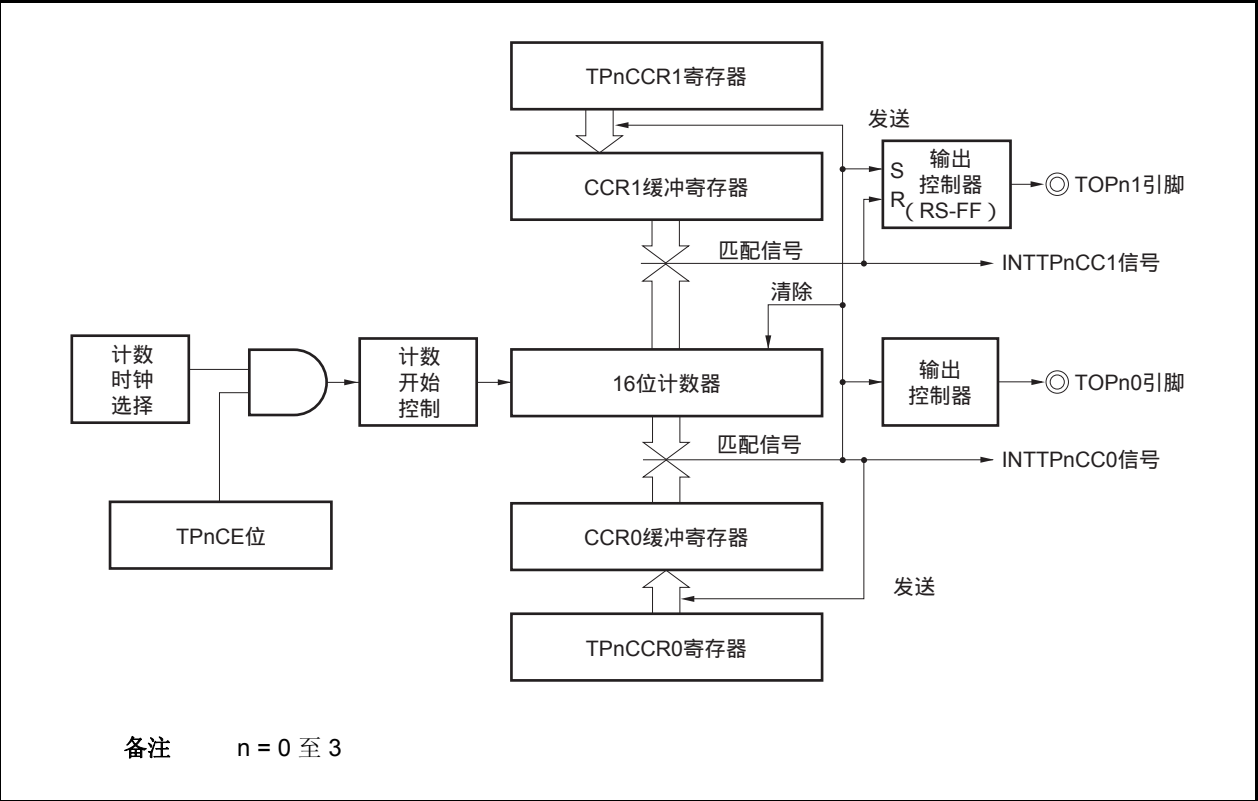 TPnCCR1寄存器
发送
CCR1缓冲寄存器
S
R
输出
控制器
（RS-FF）
TOPn1引脚
匹配信号
INTTPnCC1信号
清除
计数
时钟
选择
计数
开始
控制
16位计数器
输出
控制器
TOPn0引脚
匹配信号
INTTPnCC0信号
TPnCE位
CCR0缓冲寄存器
发送
TPnCCR0寄存器
备注 n = 0 至 3